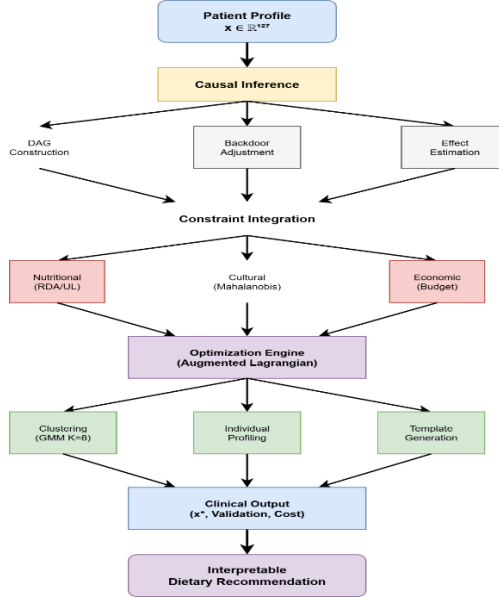 Patient Profile
x ∈ ℝ¹⁸⁷
Causal Inference
DAG
Construction
Backdoor
Adjustment
Effect
Estimation
Constraint Integration
Nutritional
(RDA/UL)
Cultural
(Mahalanobis)
Economic
(Budget)
Optimization Engine
(Augmented Lagrangian)
Clustering
(GMM K=8)
Individual
Profiling
Template
Generation
Clinical Output
(x*, Validation, Cost)
Interpretable
Dietary Recommendation